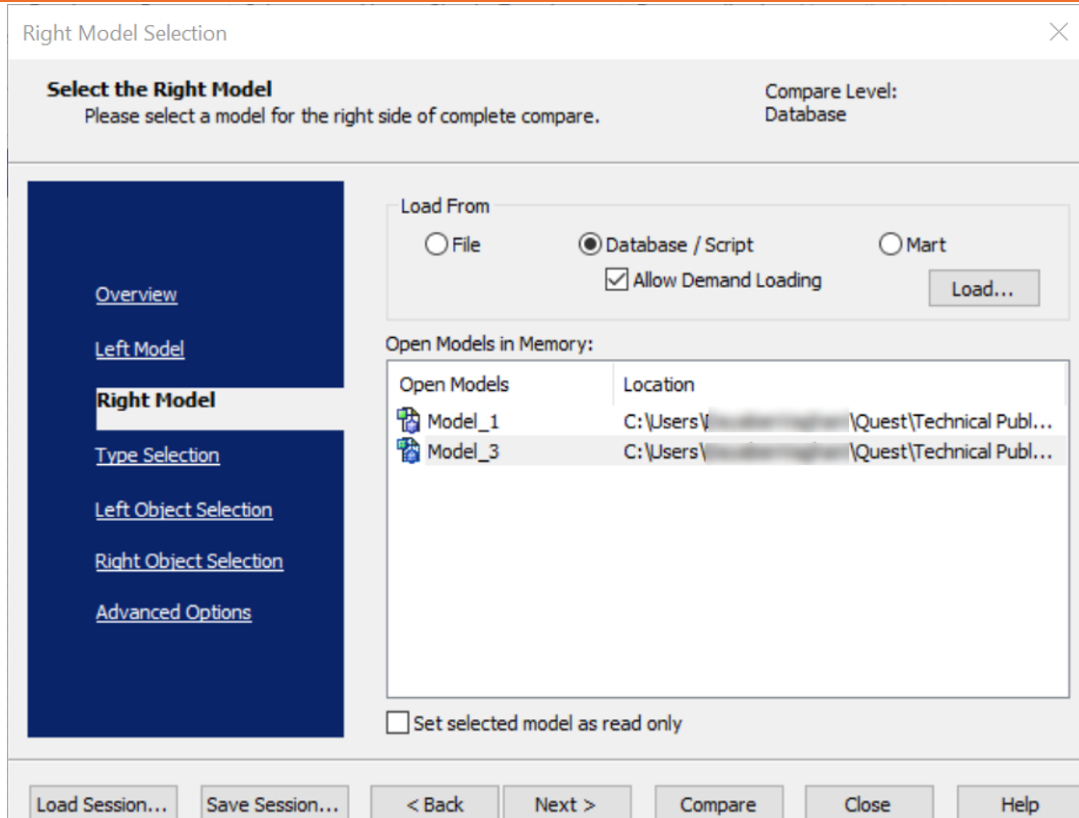 Right Model Selection
Select the Right Model
Please select a model for the right side of complete compare.
Compare Level:
Database
Overview
Left Model
Right Model
Type Selection
Left Object Selection
Right Object Selection
Advanced Options
Load From
File
Database / Script
Mart
Allow Demand Loading
Load...
Open Models in Memory:
Open Models Location
Model_1 C:\Users\ \Quest\Technical Publ...
Model_3 C:\Users\ \Quest\Technical Publ...
Set selected model as read only
Load Session... Save Session... < Back Next > Compare Close Help